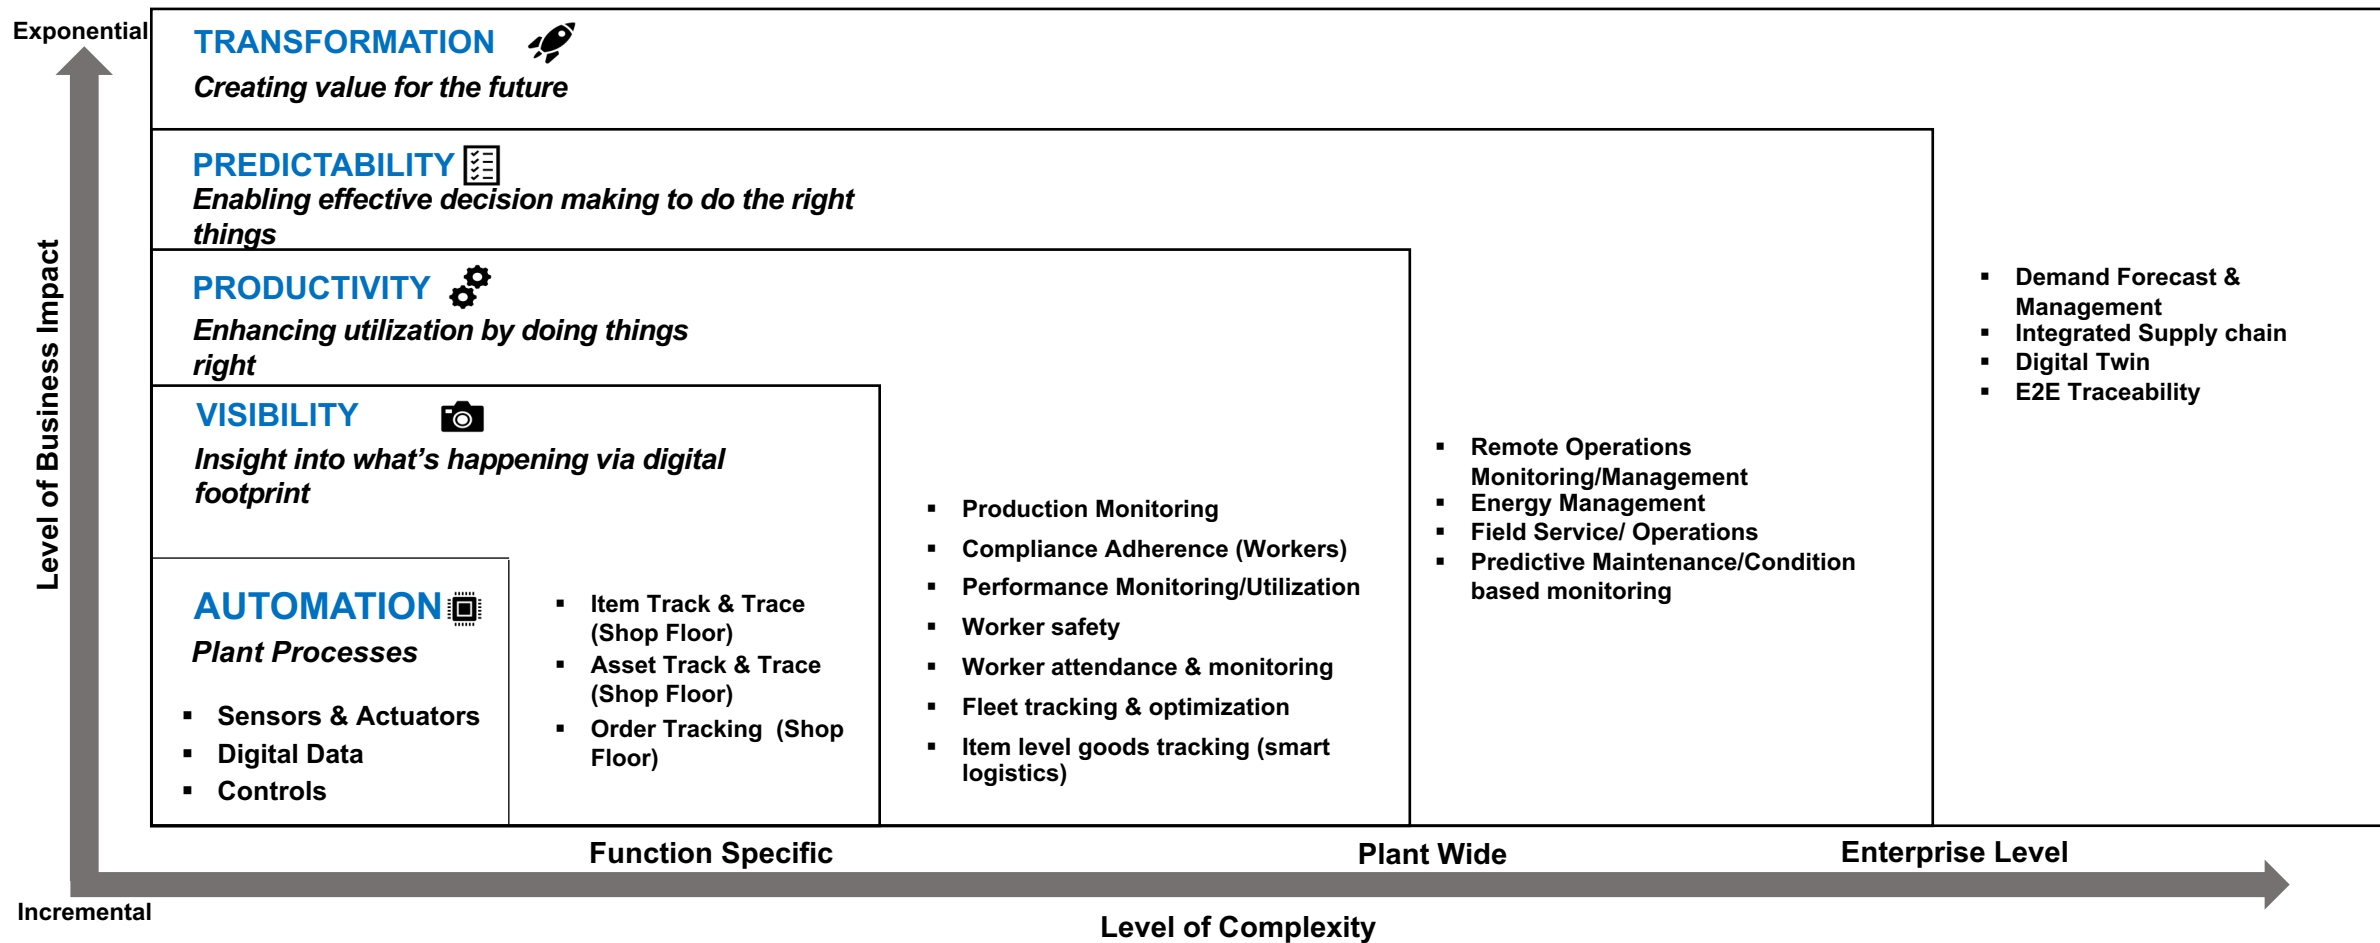 Exponential
TRANSFORMATION
Creating value for the future
PREDICTABILITY
Enabling effective decision making to do the right
things
PRODUCTIVITY
Enhancing utilization by doing things
right
VISIBILITY
Insight into what's happening via digital
footprint
AUTOMATION
Plant Processes
▪ Sensors & Actuators
▪ Digital Data
▪ Controls
▪ Item Track & Trace
(Shop Floor)
▪ Asset Track & Trace
(Shop Floor)
▪ Order Tracking (Shop
Floor)
▪ Production Monitoring
▪ Compliance Adherence (Workers)
▪ Performance Monitoring/Utilization
▪ Worker safety
▪ Worker attendance & monitoring
▪ Fleet tracking & optimization
▪ Item level goods tracking (smart
logistics)
▪ Remote Operations
Monitoring/Management
▪ Energy Management
▪ Field Service/ Operations
▪ Predictive Maintenance/Condition
based monitoring
▪ Demand Forecast &
Management
▪ Integrated Supply chain
▪ Digital Twin
▪ E2E Traceability
Level of Business Impact
Function Specific
Plant Wide
Enterprise Level
Incremental
Level of Complexity